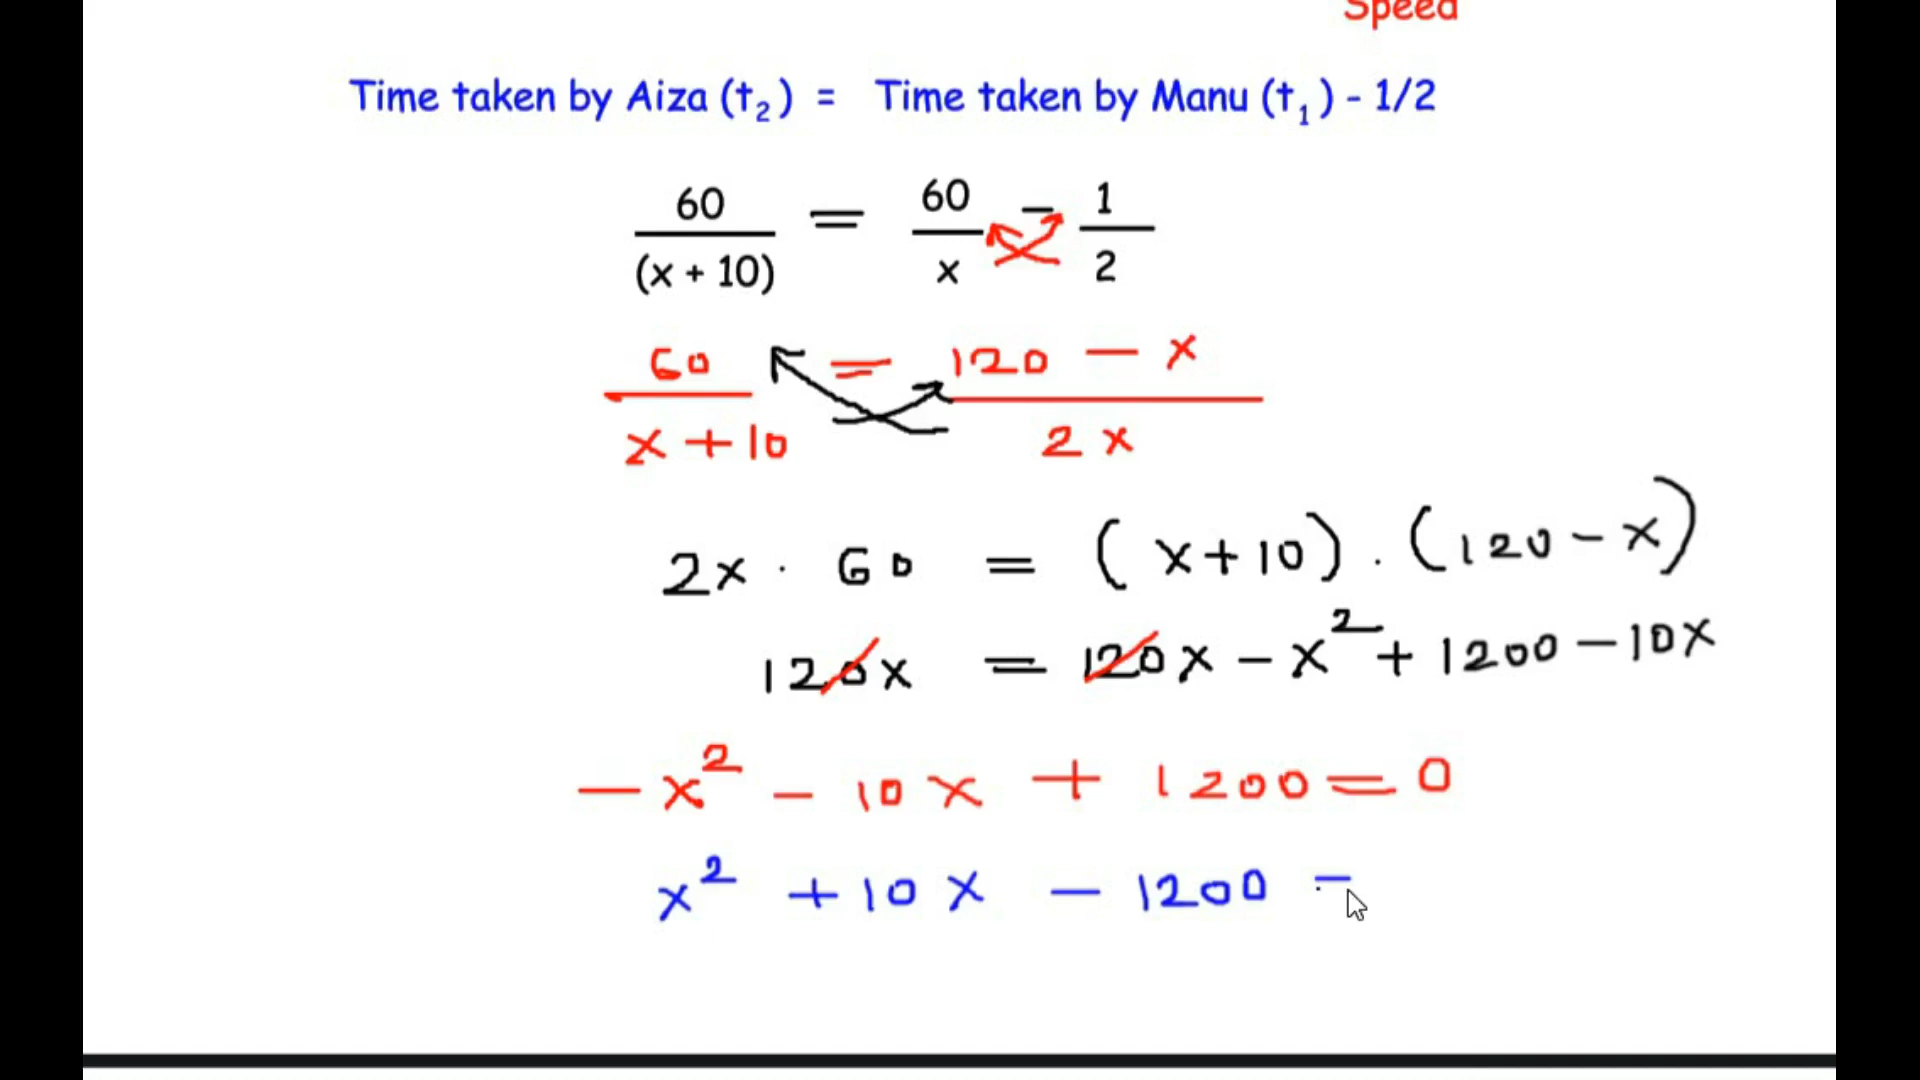 Speed
Time taken by Aiza (t₂) = Time taken by Manu (t₁) - 1/2
60/(x + 10) = 60/x - 1/2
60/x + 10 = 120 - x/2x
2x · 60 = (x + 10) · (120 - x)
120x = 120x - x² + 1200 - 10x
- x² - 10x + 1200 = 0
x² + 10x - 1200 -